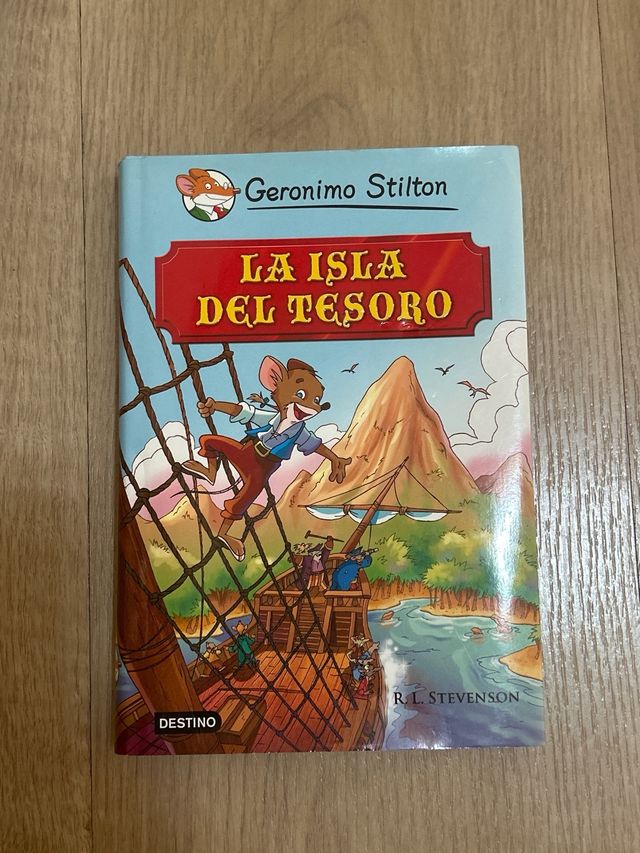 Geronimo Stilton
LA ISLA
DEL TESORO
R. L. STEVENSON
DESTINO